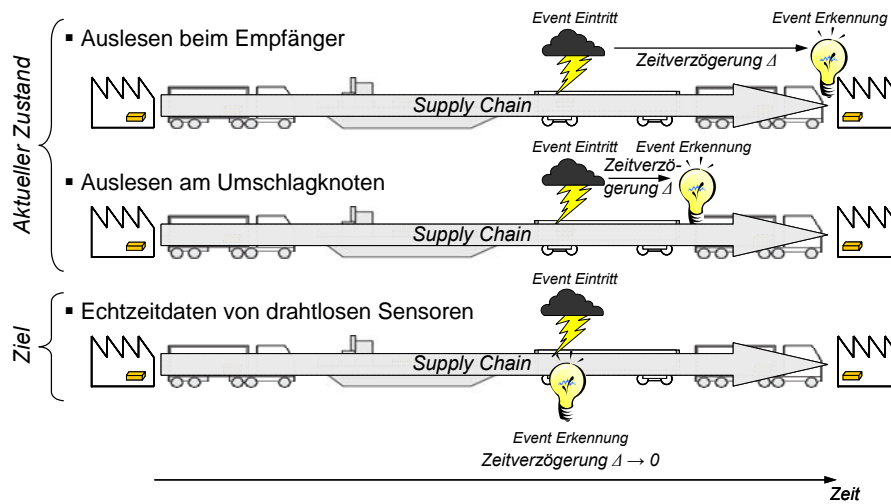 Event Eintritt
Event Erkennung
▪ Auslesen beim Empfänger
Zeitverzögerung Δ
Supply Chain
Aktueller Zustand
Event Eintritt
Event Erkennung
▪ Auslesen am Umschlagknoten
Zeitverzö-
gerung Δ
Supply Chain
Event Eintritt
▪ Echtzeitdaten von drahtlosen Sensoren
Ziel
Supply Chain
Event Erkennung
Zeitverzögerung Δ → 0
Zeit